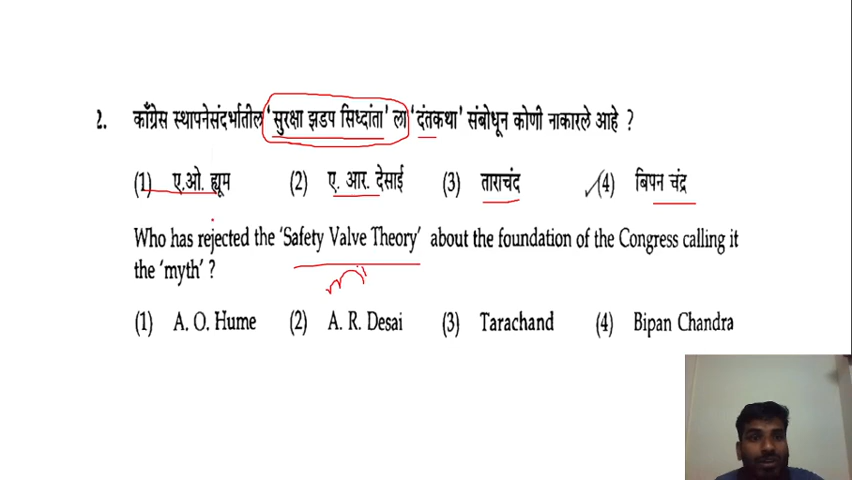 2. काँग्रेस स्थापनेसंदर्भातील 'सुरक्षा झडप सिध्दांता' ला 'दंतकथा' संबोधून कोणी नाकारले आहे ?
(1) ए.ओ. ह्यूम (2) ए. आर. देसाई (3) ताराचंद (4) बिपन चंद्र
Who has rejected the 'Safety Valve Theory' about the foundation of the Congress calling it
the 'myth' ?
(1) A. O. Hume (2) A. R. Desai (3) Tarachand (4) Bipan Chandra